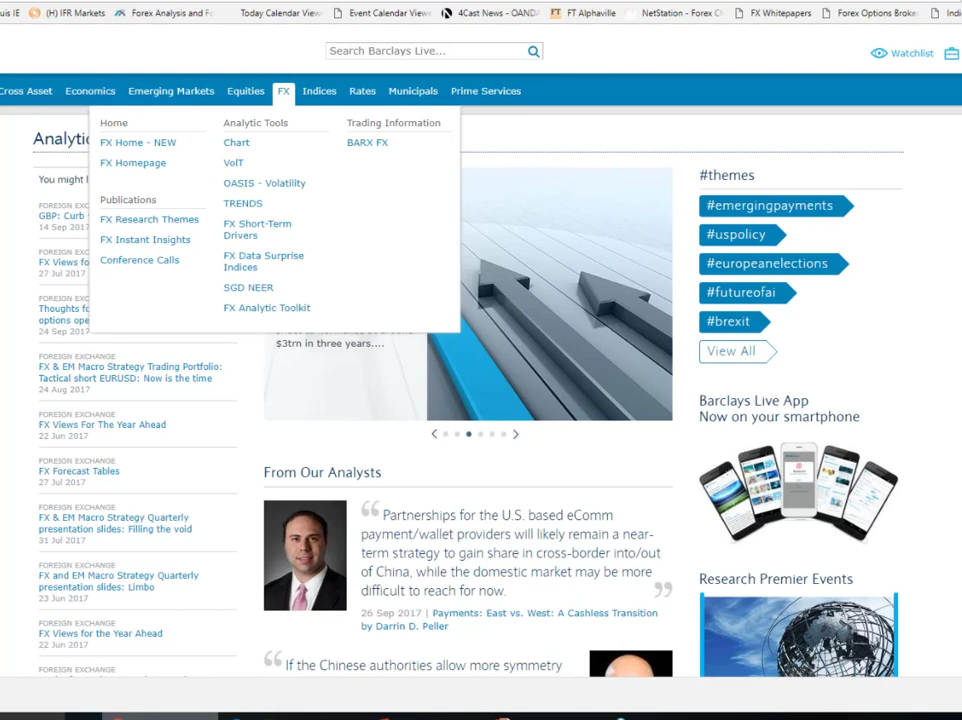 (H) IFR Markets
Forex Analysis and Fo
Today Calendar View
Event Calendar Viewe
4Cast News - OANDA
FT Alphaville
NetStation - Forex C
FX Whitepapers
Forex Options Broke
Search Barclays Live...
Watchlist
Cross Asset
Economics
Emerging Markets
Equities
FX
Indices
Rates
Municipals
Prime Services
Home
FX Home - NEW
FX Homepage
Publications
FX Research Themes
FX Instant Insights
Conference Calls
Analytic Tools
Chart
VolT
OASIS - Volatility
TRENDS
FX Short-Term
Drivers
FX Data Surprise
Indices
SGD NEER
FX Analytic Toolkit
Trading Information
BARX FX
Analytic
You might l
FOREIGN EXC
GBP: Curb
14 Sep 2017
FOREIGN EXC
FX Views fo
27 Jul 2017
FOREIGN EXC
Thoughts fo
options ope
24 Sep 2017
FOREIGN EXCHANGE
FX & EM Macro Strategy Trading Portfolio:
Tactical short EURUSD: Now is the time
24 Aug 2017
FOREIGN EXCHANGE
FX Views For The Year Ahead
22 Jun 2017
FOREIGN EXCHANGE
FX Forecast Tables
27 Jul 2017
FOREIGN EXCHANGE
FX & EM Macro Strategy Quarterly
presentation slides: Filling the void
31 Jul 2017
FOREIGN EXCHANGE
FX and EM Macro Strategy Quarterly
presentation slides: Limbo
23 Jun 2017
FOREIGN EXCHANGE
FX Views for the Year Ahead
22 Jun 2017
FOREIGN EXCHANGE
$3trn in three years....
From Our Analysts
Partnerships for the U.S. based eComm
payment/wallet providers will likely remain a near-
term strategy to gain share in cross-border into/out
of China, while the domestic market may be more
difficult to reach for now.
26 Sep 2017 | Payments: East vs. West: A Cashless Transition
by Darrin D. Peller
If the Chinese authorities allow more symmetry
#themes
#emergingpayments
#uspolicy
#europeanelections
#futureofai
#brexit
View All
Barclays Live App
Now on your smartphone
Research Premier Events